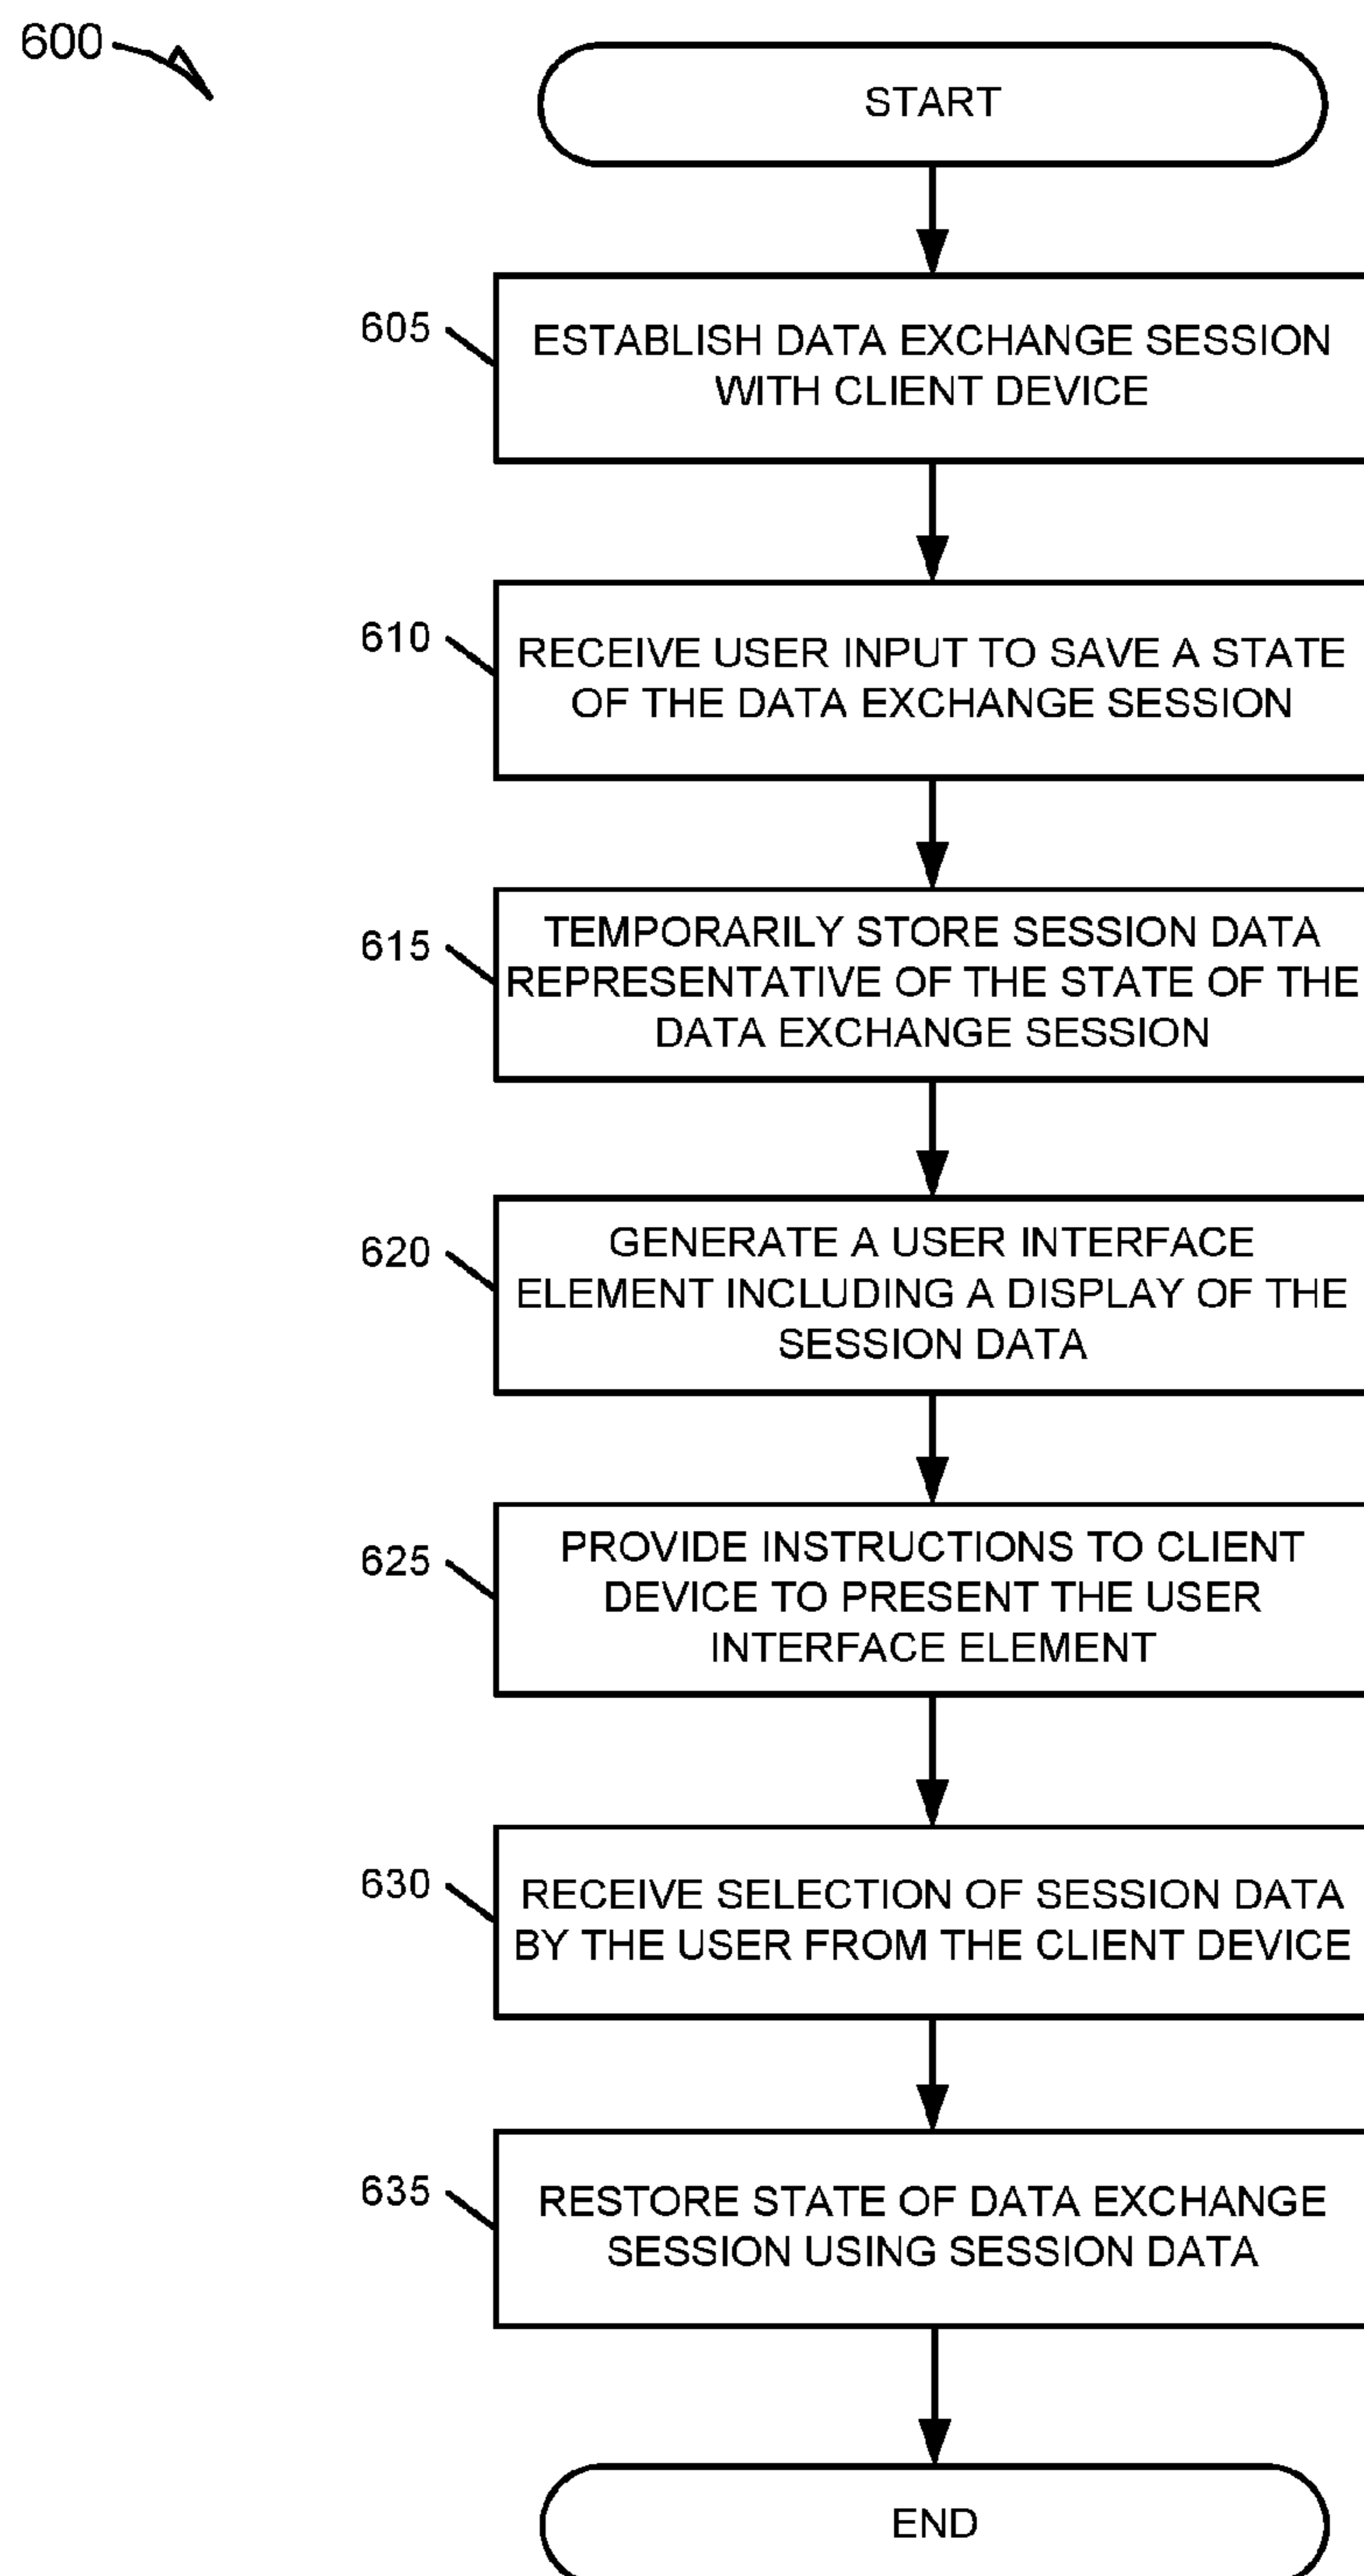 600
START
605
ESTABLISH DATA EXCHANGE SESSION
WITH CLIENT DEVICE
610
RECEIVE USER INPUT TO SAVE A STATE
OF THE DATA EXCHANGE SESSION
615
TEMPORARILY STORE SESSION DATA
REPRESENTATIVE OF THE STATE OF THE
DATA EXCHANGE SESSION
620
GENERATE A USER INTERFACE
ELEMENT INCLUDING A DISPLAY OF THE
SESSION DATA
625
PROVIDE INSTRUCTIONS TO CLIENT
DEVICE TO PRESENT THE USER
INTERFACE ELEMENT
630
RECEIVE SELECTION OF SESSION DATA
BY THE USER FROM THE CLIENT DEVICE
635
RESTORE STATE OF DATA EXCHANGE
SESSION USING SESSION DATA
END